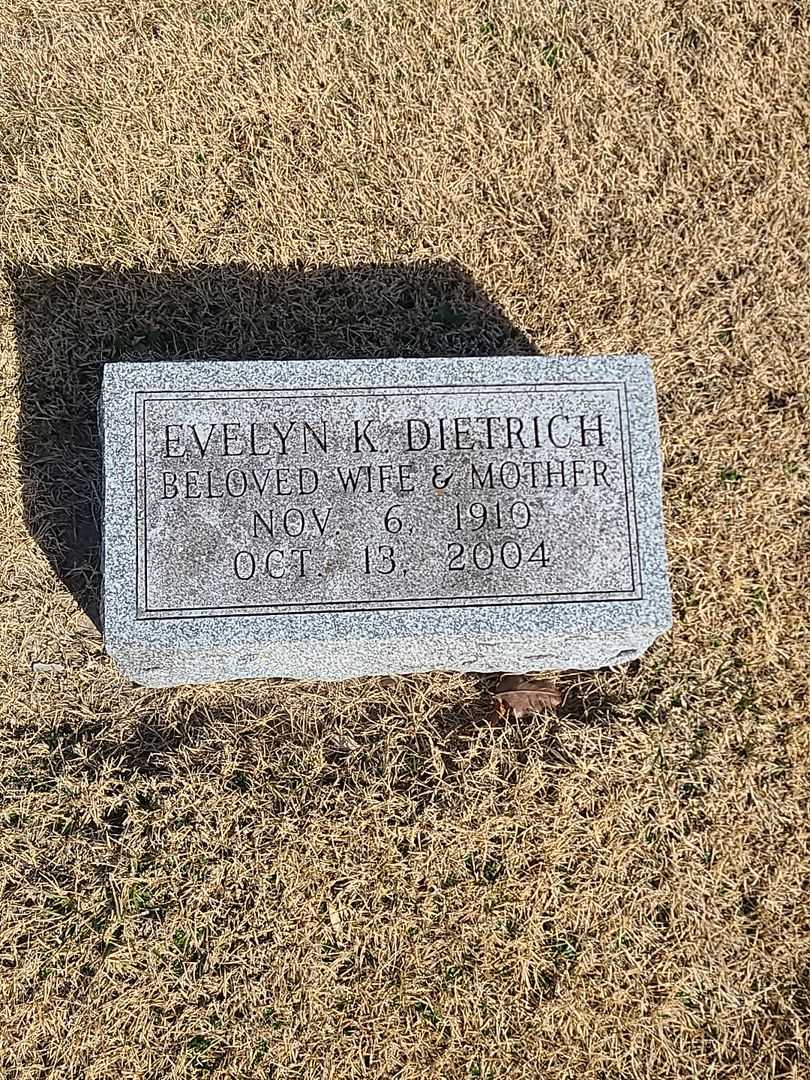 EVELYN K. DIETRICH
BELOVED WIFE & MOTHER
NOV. 6, 1910
OCT. 13, 2004